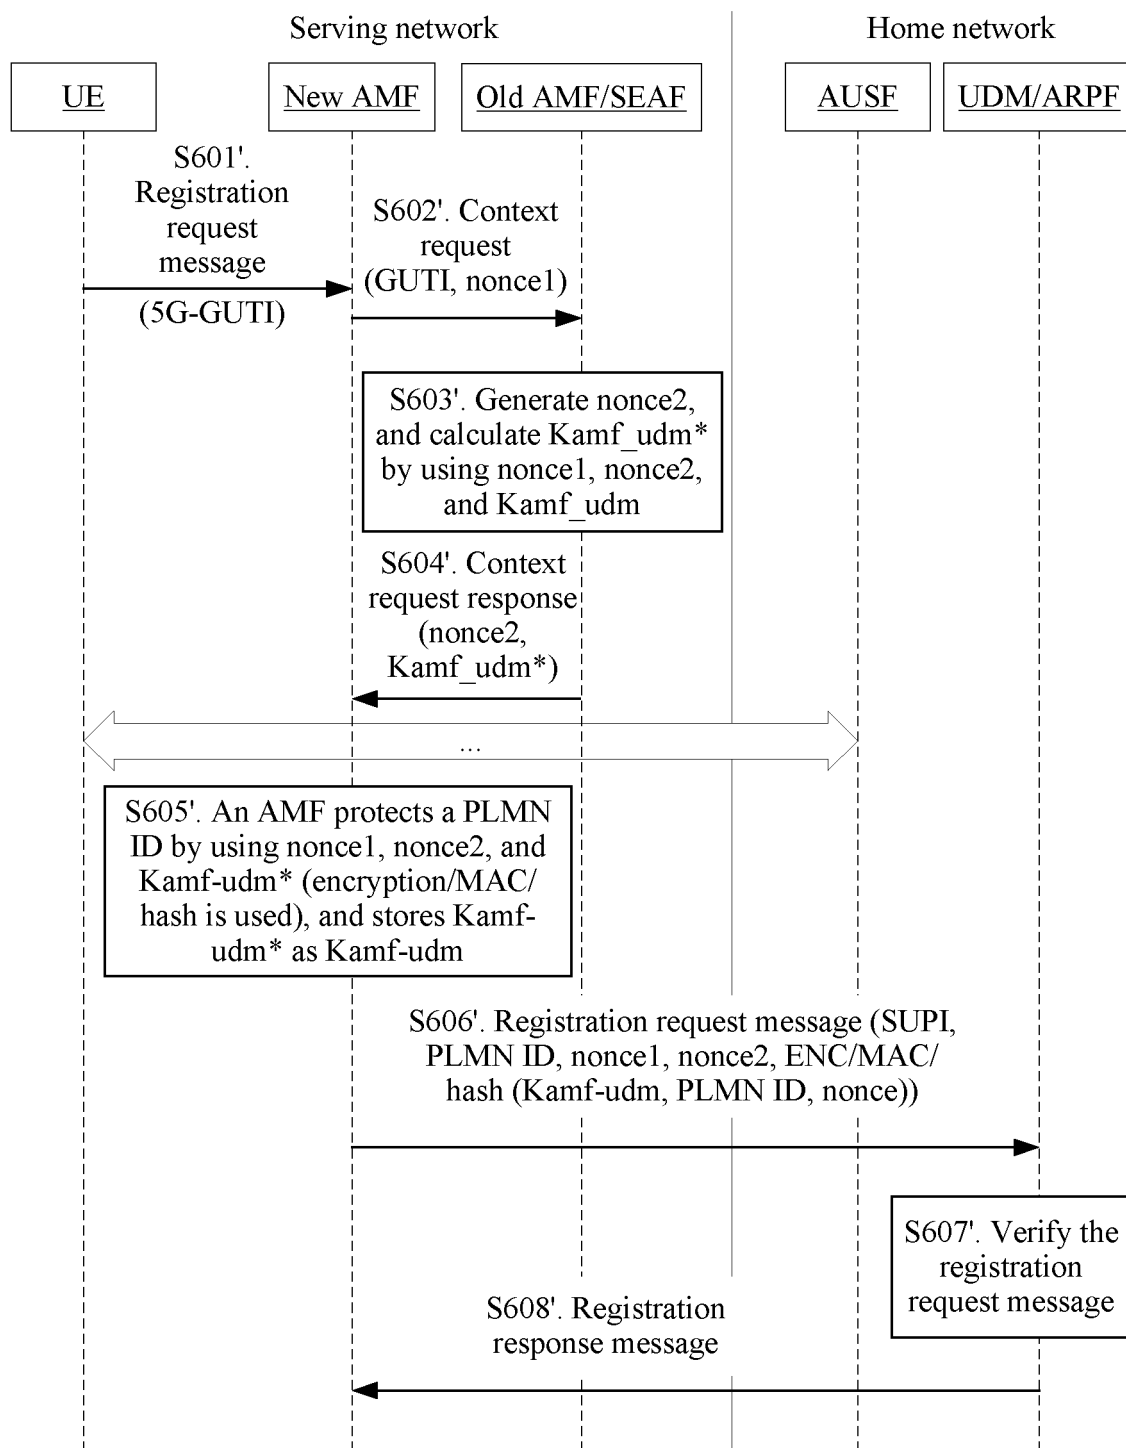 Serving network
Home network
UE
New AMF
Old AMF/SEAF
AUSF
UDM/ARPF
S601'.
Registration
request
message
(5G-GUTI)
S602'. Context
request
(GUTI, nonce1)
S603'. Generate nonce2,
and calculate Kamf_udm*
by using nonce1, nonce2,
and Kamf_udm
S604'. Context
request response
(nonce2,
Kamf_udm*)
...
S605'. An AMF protects a PLMN
ID by using nonce1, nonce2, and
Kamf-udm* (encryption/MAC/
hash is used), and stores Kamf-
udm* as Kamf-udm
S606'. Registration request message (SUPI,
PLMN ID, nonce1, nonce2, ENC/MAC/
hash (Kamf-udm, PLMN ID, nonce))
S607'. Verify the
registration
request message
S608'. Registration
response message